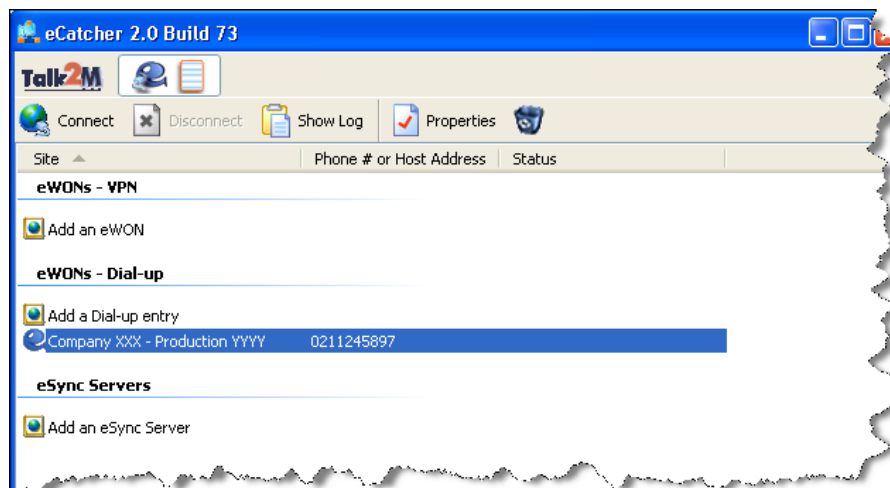 eCatcher 2.0 Build 73
Talk2M
Connect Disconnect Show Log Properties
Site Phone # or Host Address Status
eWONs - VPN
Add an eWON
eWONs - Dial-up
Add a Dial-up entry
Company XXX - Production YYYY 0211245897
eSync Servers
Add an eSync Server